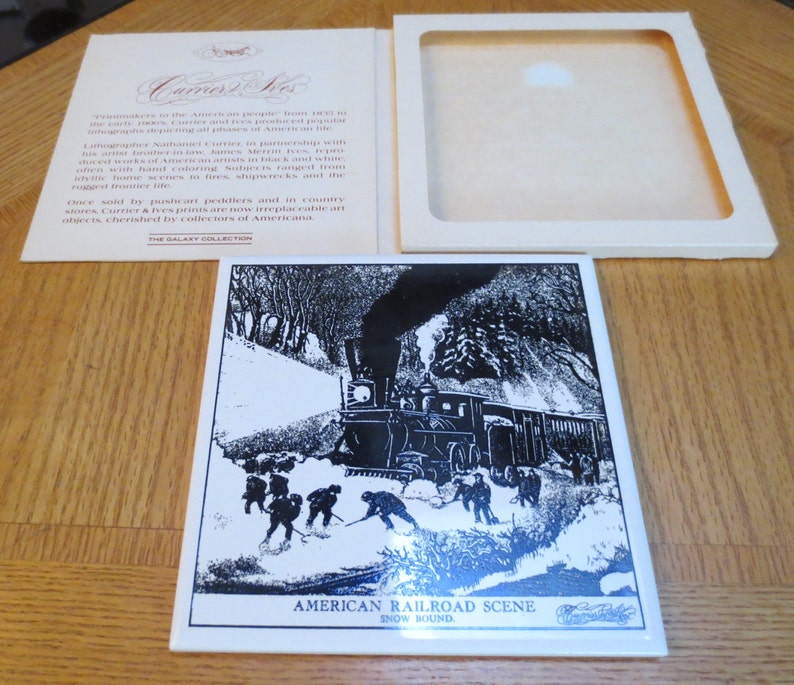 Currier & Ives
"Printmakers to the American people" from 1835 to
the early 1900's, Currier and Ives produced popular
lithographs depicting all phases of American life.
Lithographer Nathaniel Currier, in partnership with
his artist brother-in-law, James Merritt Ives, repro-
duced works of American artists in black and white,
often with hand coloring. Subjects ranged from
idyllic home scenes to fires, shipwrecks and the
rugged frontier life.
Once sold by pushcart peddlers and in country
stores, Currier & Ives prints are now irreplaceable art
objects, cherished by collectors of Americana.
THE GALAXY COLLECTION
AMERICAN RAILROAD SCENE
SNOW BOUND.
Currier & Ives